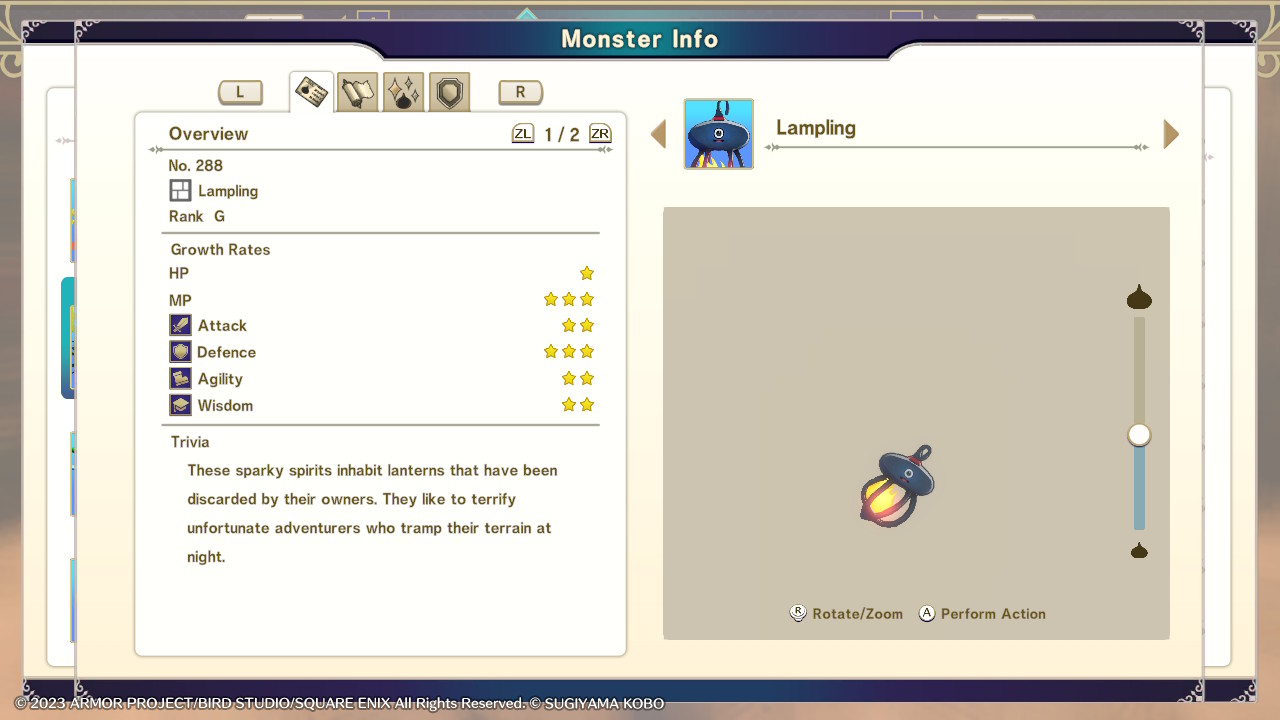 Monster Info
L
R
Overview
ZL 1 / 2 ZR
No. 288
Lampling
Rank G
Growth Rates
HP
MP
Attack
Defence
Agility
Wisdom
Trivia
These sparky spirits inhabit lanterns that have been
discarded by their owners. They like to terrify
unfortunate adventurers who tramp their terrain at
night.
Lampling
R Rotate/Zoom A Perform Action
© 2023 ARMOR PROJECT/BIRD STUDIO/SQUARE ENIX All Rights Reserved. © SUGIYAMA KOBO